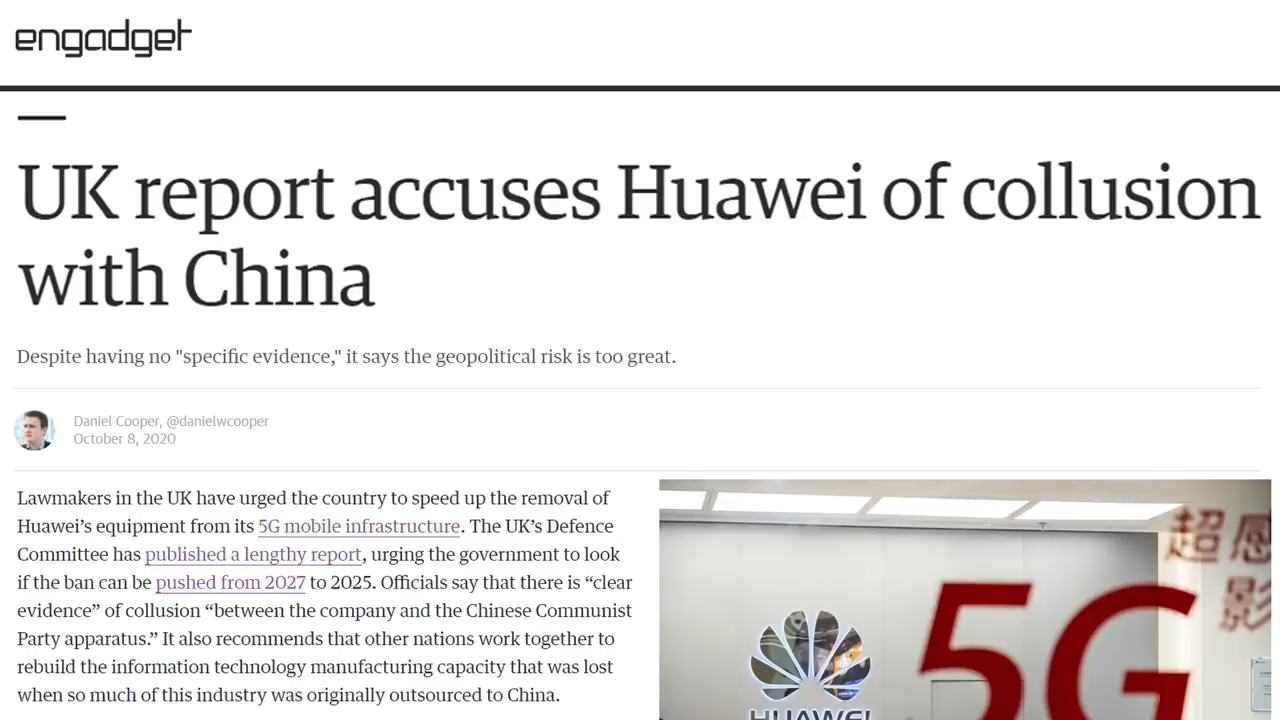 engadget
UK report accuses Huawei of collusion
with China
Despite having no "specific evidence," it says the geopolitical risk is too great.
Daniel Cooper, @danielwcooper
October 8, 2020
Lawmakers in the UK have urged the country to speed up the removal of
Huawei’s equipment from its 5G mobile infrastructure. The UK’s Defence
Committee has published a lengthy report, urging the government to look
if the ban can be pushed from 2027 to 2025. Officials say that there is “clear
evidence” of collusion “between the company and the Chinese Communist
Party apparatus.” It also recommends that other nations work together to
rebuild the information technology manufacturing capacity that was lost
when so much of this industry was originally outsourced to China.
超感
影
5G
HUAWEI